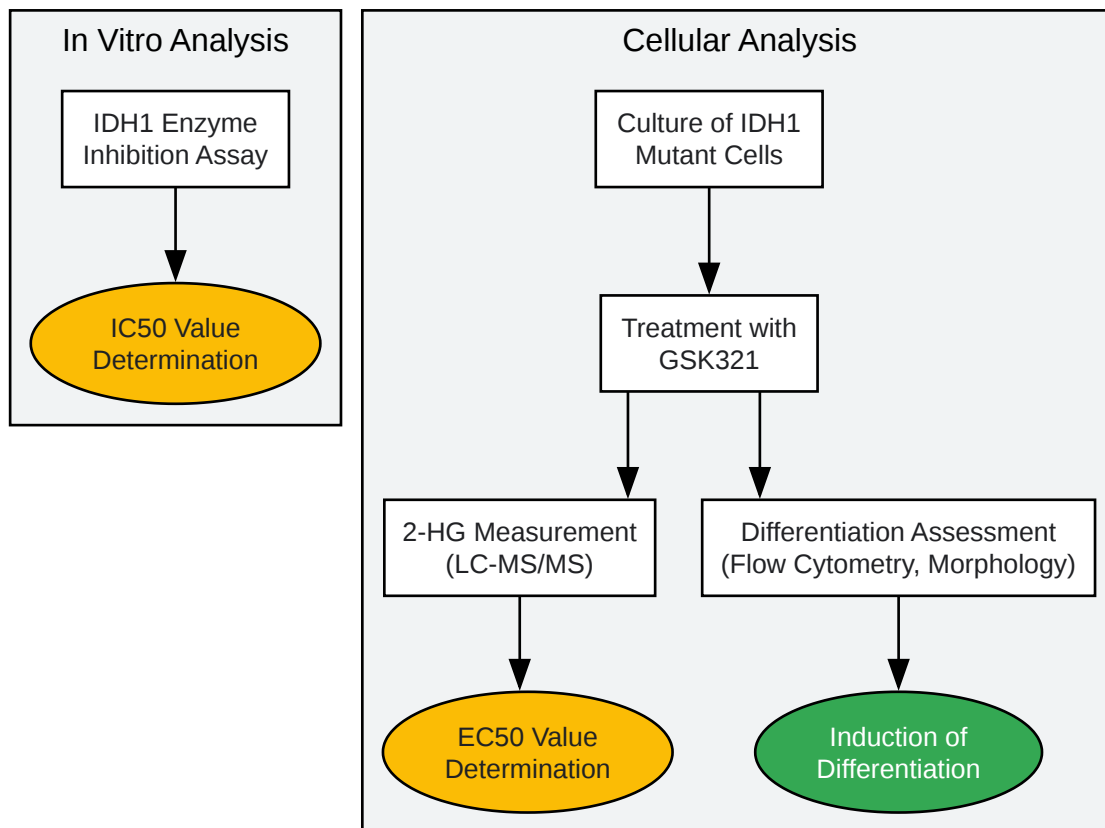 In Vitro Analysis
IDH1 Enzyme
Inhibition Assay
IC50 Value
Determination
Cellular Analysis
Culture of IDH1
Mutant Cells
Treatment with
GSK321
2-HG Measurement
(LC-MS/MS)
Differentiation Assessment
(Flow Cytometry, Morphology)
EC50 Value
Determination
Induction of
Differentiation